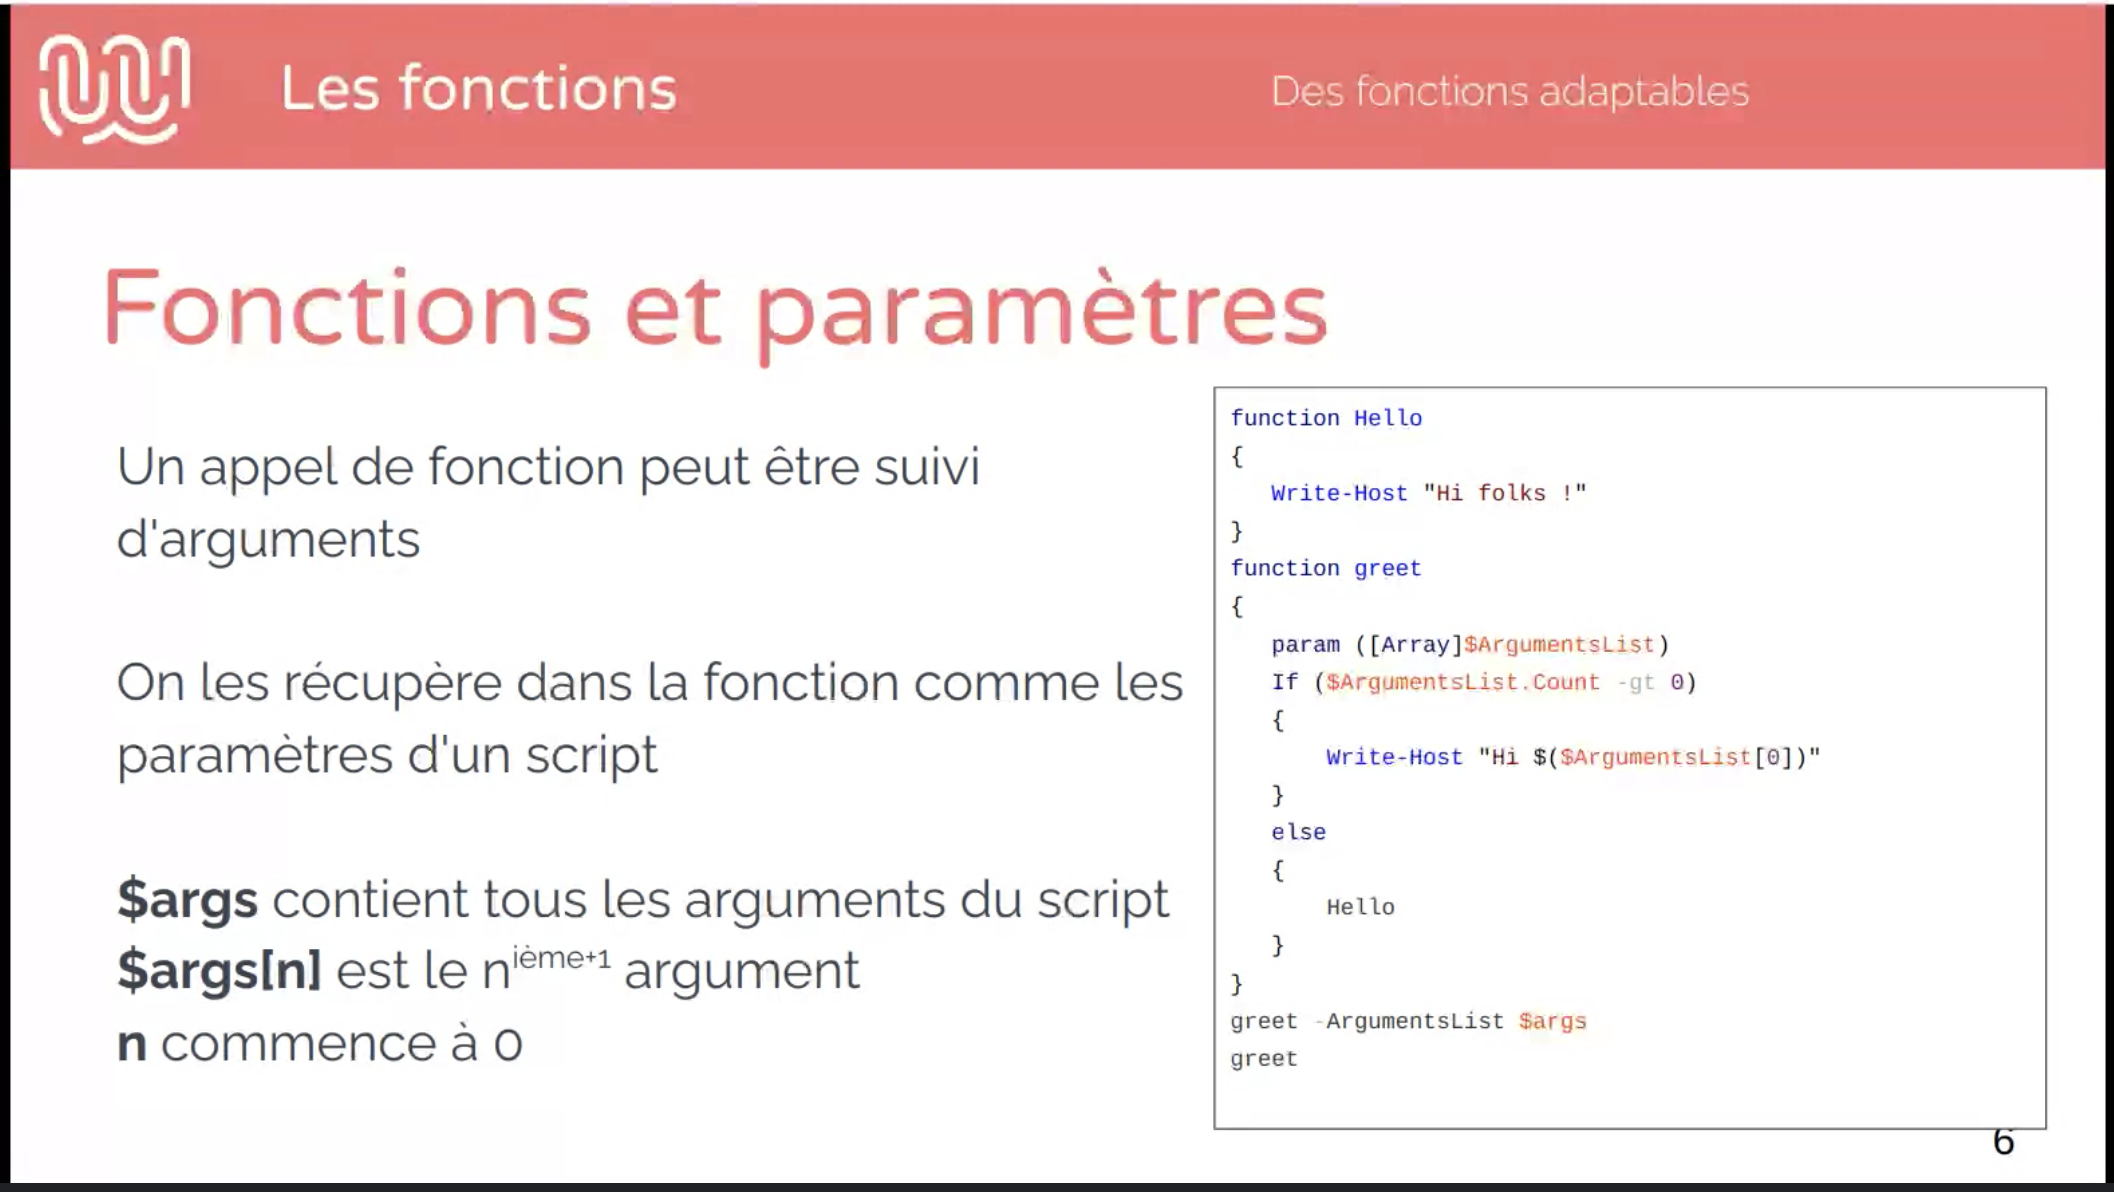 Les fonctions
Des fonctions adaptables
Fonctions et paramètres
Un appel de fonction peut être suivi
d'arguments
On les récupère dans la fonction comme les
paramètres d'un script
$args contient tous les arguments du script
$args[n] est le nième+1 argument
n commence à 0
function Hello
{
Write-Host "Hi folks !"
}
function greet
{
param ([Array]$ArgumentsList)
If ($ArgumentsList.Count -gt 0)
{
Write-Host "Hi $($ArgumentsList[0])"
}
else
{
Hello
}
}
greet -ArgumentsList $args
greet
6